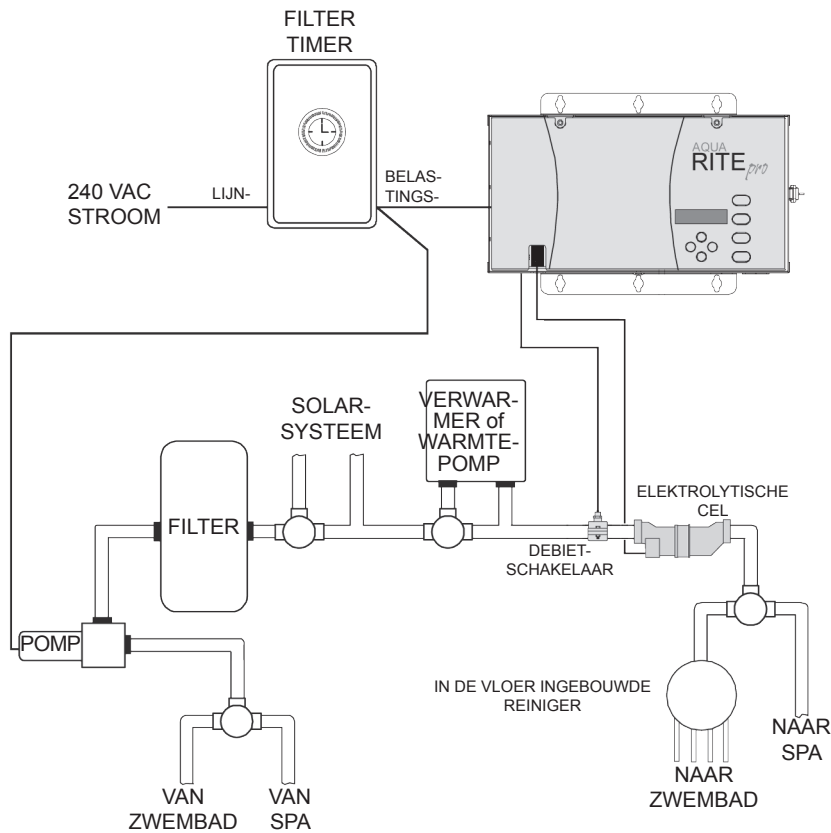 FILTER
TIMER
240 VAC
STROOM
LIJN-
BELAS-
TINGS-
AQUA
RITE pro
SOLAR-
SYSTEEM
VERWAR-
MER of
WARMTE-
POMP
FILTER
ELEKTROLYTISCHE
CEL
DEBIET-
SCHAKELAAR
POMP
IN DE VLOER INGEBOUWDE
REINIGER
NAAR
SPA
NAAR
ZWEMBAD
VAN
ZWEMBAD
VAN
SPA